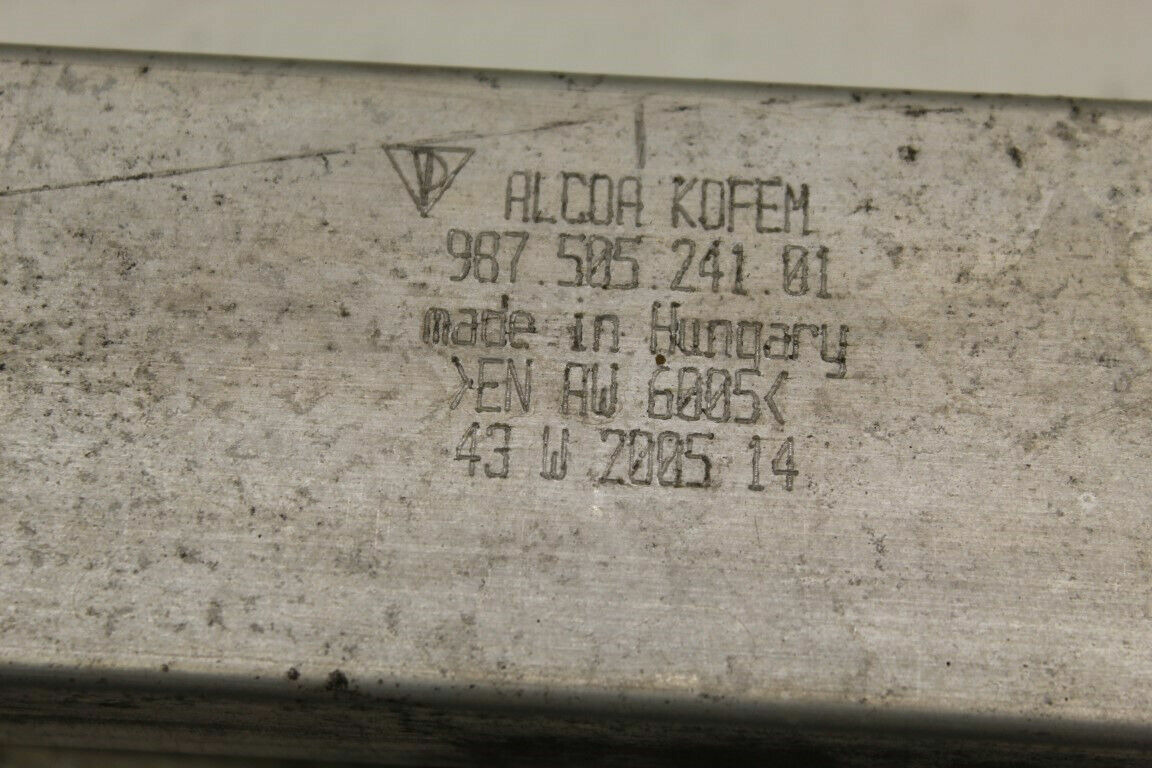 ALCOA KOFEM
987.505.241.01
made in Hungary
>EN AW 6005<
43 W 2005 14